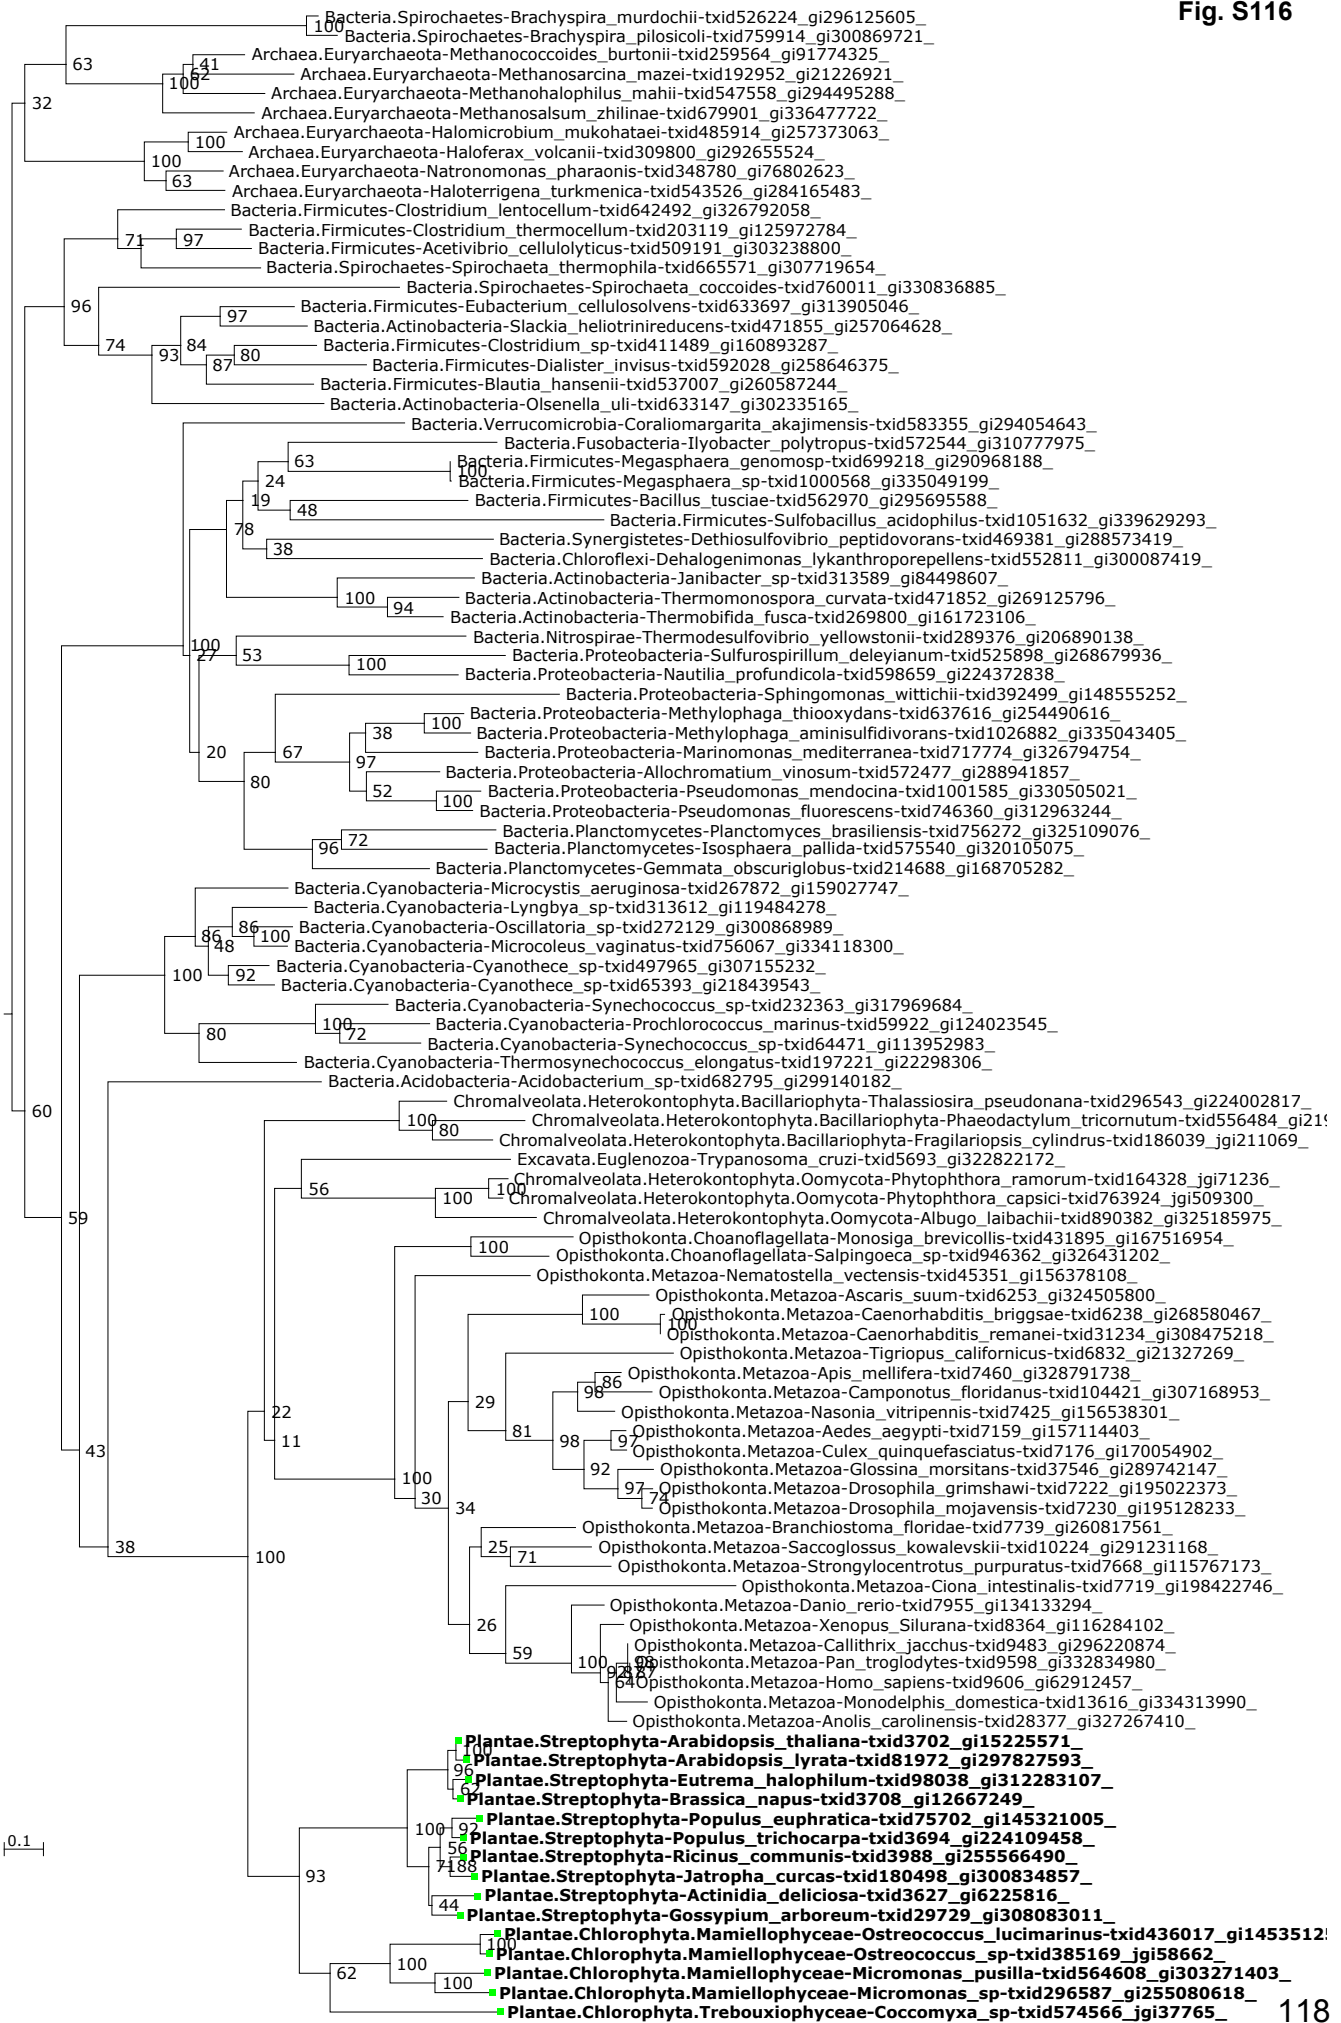 Fig. S116
Bacteria.Spirochaetes-Brachyspira_murdochii-txid526224_gi296125605_
100
Bacteria.Spirochaetes-Brachyspira_pilosicoli-txid759914_gi300869721_
Archaea.Euryarchaeota-Methanococcoides_burtonii-txid259564_gi91774325_
63
41
Archaea.Euryarchaeota-Methanosarcina_mazei-txid192952_gi21226921_
62
100
Archaea.Euryarchaeota-Methanohalophilus_mahii-txid547558_gi294495288_
32
Archaea.Euryarchaeota-Methanosalsum_zhilinae-txid679901_gi336477722_
Archaea.Euryarchaeota-Halomicrobium_mukohataei-txid485914_gi257373063_
100
Archaea.Euryarchaeota-Haloferax_volcanii-txid309800_gi292655524_
100
Archaea.Euryarchaeota-Natronomonas_pharaonis-txid348780_gi76802623_
63
Archaea.Euryarchaeota-Haloterrigena_turkmenica-txid543526_gi284165483_
Bacteria.Firmicutes-Clostridium_lentocellum-txid642492_gi326792058_
Bacteria.Firmicutes-Clostridium_thermocellum-txid203119_gi125972784_
71
97
Bacteria.Firmicutes-Acetivibrio_cellulolyticus-txid509191_gi303238800_
Bacteria.Spirochaetes-Spirochaeta_thermophila-txid665571_gi307719654_
Bacteria.Spirochaetes-Spirochaeta_coccoides-txid760011_gi330836885_
96
Bacteria.Firmicutes-Eubacterium_cellulosolvens-txid633697_gi313905046_
97
Bacteria.Actinobacteria-Slackia_heliotrinireducens-txid471855_gi257064628_
74
84
Bacteria.Firmicutes-Clostridium_sp-txid411489_gi160893287_
93
80
87
Bacteria.Firmicutes-Dialister_invisus-txid592028_gi258646375_
Bacteria.Firmicutes-Blautia_hansenii-txid537007_gi260587244_
Bacteria.Actinobacteria-Olsenella_uli-txid633147_gi302335165_
Bacteria.Verrucomicrobia-Coraliomargarita_akajimensis-txid583355_gi294054643_
Bacteria.Fusobacteria-Ilyobacter_polytropus-txid572544_gi310777975_
63
Bacteria.Firmicutes-Megasphaera_genomosp-txid699218_gi290968188_
100
24
Bacteria.Firmicutes-Megasphaera_sp-txid1000568_gi335049199_
19
Bacteria.Firmicutes-Bacillus_tusciae-txid562970_gi295695588_
48
Bacteria.Firmicutes-Sulfobacillus_acidophilus-txid1051632_gi339629293_
78
Bacteria.Synergistetes-Dethiosulfovibrio_peptidovorans-txid469381_gi288573419_
38
Bacteria.Chloroflexi-Dehalogenimonas_lykanthroporepellens-txid552811_gi300087419_
Bacteria.Actinobacteria-Janibacter_sp-txid313589_gi84498607_
100
Bacteria.Actinobacteria-Thermomonospora_curvata-txid471852_gi269125796_
94
Bacteria.Actinobacteria-Thermobifida_fusca-txid269800_gi161723106_
Bacteria.Nitrospirae-Thermodesulfovibrio_yellowstonii-txid289376_gi206890138_
100
27
53
Bacteria.Proteobacteria-Sulfurospirillum_deleyianum-txid525898_gi268679936_
100
Bacteria.Proteobacteria-Nautilia_profundicola-txid598659_gi224372838_
Bacteria.Proteobacteria-Sphingomonas_wittichii-txid392499_gi148555252_
Bacteria.Proteobacteria-Methylophaga_thiooxydans-txid637616_gi254490616_
100
38
Bacteria.Proteobacteria-Methylophaga_aminisulfidivorans-txid1026882_gi335043405_
20
67
Bacteria.Proteobacteria-Marinomonas_mediterranea-txid717774_gi326794754_
97
Bacteria.Proteobacteria-Allochromatium_vinosum-txid572477_gi288941857_
80
52
Bacteria.Proteobacteria-Pseudomonas_mendocina-txid1001585_gi330505021_
100
Bacteria.Proteobacteria-Pseudomonas_fluorescens-txid746360_gi312963244_
Bacteria.Planctomycetes-Planctomyces_brasiliensis-txid756272_gi325109076_
72
96
Bacteria.Planctomycetes-Isosphaera_pallida-txid575540_gi320105075_
Bacteria.Planctomycetes-Gemmata_obscuriglobus-txid214688_gi168705282_
Bacteria.Cyanobacteria-Microcystis_aeruginosa-txid267872_gi159027747_
Bacteria.Cyanobacteria-Lyngbya_sp-txid313612_gi119484278_
86
Bacteria.Cyanobacteria-Oscillatoria_sp-txid272129_gi300868989_
86
100
48
Bacteria.Cyanobacteria-Microcoleus_vaginatus-txid756067_gi334118300_
Bacteria.Cyanobacteria-Cyanothece_sp-txid497965_gi307155232_
100
92
Bacteria.Cyanobacteria-Cyanothece_sp-txid65393_gi218439543_
Bacteria.Cyanobacteria-Synechococcus_sp-txid232363_gi317969684_
100
Bacteria.Cyanobacteria-Prochlorococcus_marinus-txid59922_gi124023545_
80
72
Bacteria.Cyanobacteria-Synechococcus_sp-txid64471_gi113952983_
Bacteria.Cyanobacteria-Thermosynechococcus_elongatus-txid197221_gi22298306_
Bacteria.Acidobacteria-Acidobacterium_sp-txid682795_gi299140182_
60
Chromalveolata.Heterokontophyta.Bacillariophyta-Thalassiosira_pseudonana-txid296543_gi224002817_
100
Chromalveolata.Heterokontophyta.Bacillariophyta-Phaeodactylum_tricornutum-txid556484_gi219
80
Chromalveolata.Heterokontophyta.Bacillariophyta-Fragilariopsis_cylindrus-txid186039_jgi211069_
Excavata.Euglenozoa-Trypanosoma_cruzi-txid5693_gi322822172_
56
Chromalveolata.Heterokontophyta.Oomycota-Phytophthora_ramorum-txid164328_jgi71236_
100
100
Chromalveolata.Heterokontophyta.Oomycota-Phytophthora_capsici-txid763924_jgi509300_
59
Chromalveolata.Heterokontophyta.Oomycota-Albugo_laibachii-txid890382_gi325185975_
Opisthokonta.Choanoflagellata-Monosiga_brevicollis-txid431895_gi167516954_
100
Opisthokonta.Choanoflagellata-Salpingoeca_sp-txid946362_gi326431202_
Opisthokonta.Metazoa-Nematostella_vectensis-txid45351_gi156378108_
Opisthokonta.Metazoa-Ascaris_suum-txid6253_gi324505800_
100
Opisthokonta.Metazoa-Caenorhabditis_briggsae-txid6238_gi268580467_
100
Opisthokonta.Metazoa-Caenorhabditis_remanei-txid31234_gi308475218_
Opisthokonta.Metazoa-Tigriopus_californicus-txid6832_gi21327269_
Opisthokonta.Metazoa-Apis_mellifera-txid7460_gi328791738_
86
98
Opisthokonta.Metazoa-Camponotus_floridanus-txid104421_gi307168953_
22
29
Opisthokonta.Metazoa-Nasonia_vitripennis-txid7425_gi156538301_
81
Opisthokonta.Metazoa-Aedes_aegypti-txid7159_gi157114403_
11
98
97
43
Opisthokonta.Metazoa-Culex_quinquefasciatus-txid7176_gi170054902_
92
Opisthokonta.Metazoa-Glossina_morsitans-txid37546_gi289742147_
100
97
Opisthokonta.Metazoa-Drosophila_grimshawi-txid7222_gi195022373_
30
74
34
Opisthokonta.Metazoa-Drosophila_mojavensis-txid7230_gi195128233_
Opisthokonta.Metazoa-Branchiostoma_floridae-txid7739_gi260817561_
38
25
Opisthokonta.Metazoa-Saccoglossus_kowalevskii-txid10224_gi291231168_
100
71
Opisthokonta.Metazoa-Strongylocentrotus_purpuratus-txid7668_gi115767173_
Opisthokonta.Metazoa-Ciona_intestinalis-txid7719_gi198422746_
Opisthokonta.Metazoa-Danio_rerio-txid7955_gi134133294_
26
Opisthokonta.Metazoa-Xenopus_Silurana-txid8364_gi116284102_
59
Opisthokonta.Metazoa-Callithrix_jacchus-txid9483_gi296220874_
100
Opisthokonta.Metazoa-Pan_troglodytes-txid9598_gi332834980_
64
Opisthokonta.Metazoa-Homo_sapiens-txid9606_gi62912457_
Opisthokonta.Metazoa-Monodelphis_domestica-txid13616_gi334313990_
Opisthokonta.Metazoa-Anolis_carolinensis-txid28377_gi327267410_
Plantae.Streptophyta-Arabidopsis_thaliana-txid3702_gi15225571_
100
Plantae.Streptophyta-Arabidopsis_lyrata-txid81972_gi297827593_
96
Plantae.Streptophyta-Eutrema_halophilum-txid98038_gi312283107_
62
Plantae.Streptophyta-Brassica_napus-txid3708_gi12667249_
Plantae.Streptophyta-Populus_euphratica-txid75702_gi145321005_
100
92
Plantae.Streptophyta-Populus_trichocarpa-txid3694_gi224109458_
0.1
56
Plantae.Streptophyta-Ricinus_communis-txid3988_gi255566490_
71
88
93
Plantae.Streptophyta-Jatropha_curcas-txid180498_gi300834857_
Plantae.Streptophyta-Actinidia_deliciosa-txid3627_gi6225816_
44
Plantae.Streptophyta-Gossypium_arboreum-txid29729_gi308083011_
Plantae.Chlorophyta.Mamiellophyceae-Ostreococcus_lucimarinus-txid436017_gi14535125
100
Plantae.Chlorophyta.Mamiellophyceae-Ostreococcus_sp-txid385169_jgi58662_
100
62
Plantae.Chlorophyta.Mamiellophyceae-Micromonas_pusilla-txid564608_gi303271403_
100
Plantae.Chlorophyta.Mamiellophyceae-Micromonas_sp-txid296587_gi255080618_
Plantae.Chlorophyta.Trebouxiophyceae-Coccomyxa_sp-txid574566_jgi37765_
118